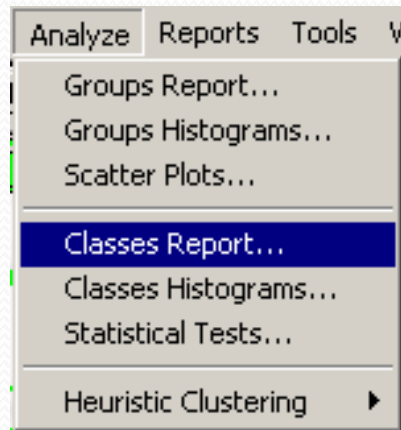 Analyze Reports Tools
Groups Report...
Groups Histograms...
Scatter Plots...
Classes Report...
Classes Histograms...
Statistical Tests...
Heuristic Clustering